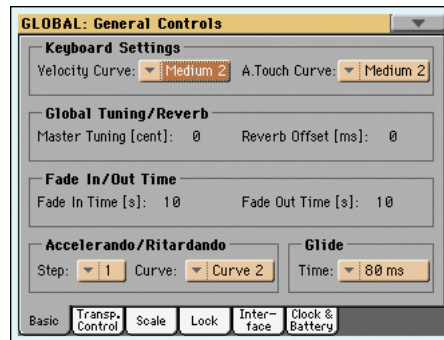 GLOBAL: General Controls
Keyboard Settings
Velocity Curve: Medium 2 A.Touch Curve: Medium 2
Global Tuning/Reverb
Master Tuning [cent]: 0 Reverb Offset [ms]: 0
Fade In/Out Time
Fade In Time [s]: 10 Fade Out Time [s]: 10
Accelerando/Ritardando Glide
Step: 1 Curve: Curve 2 Time: 80 ms
Basic Transp. Control Scale Lock Inter- face Clock & Battery